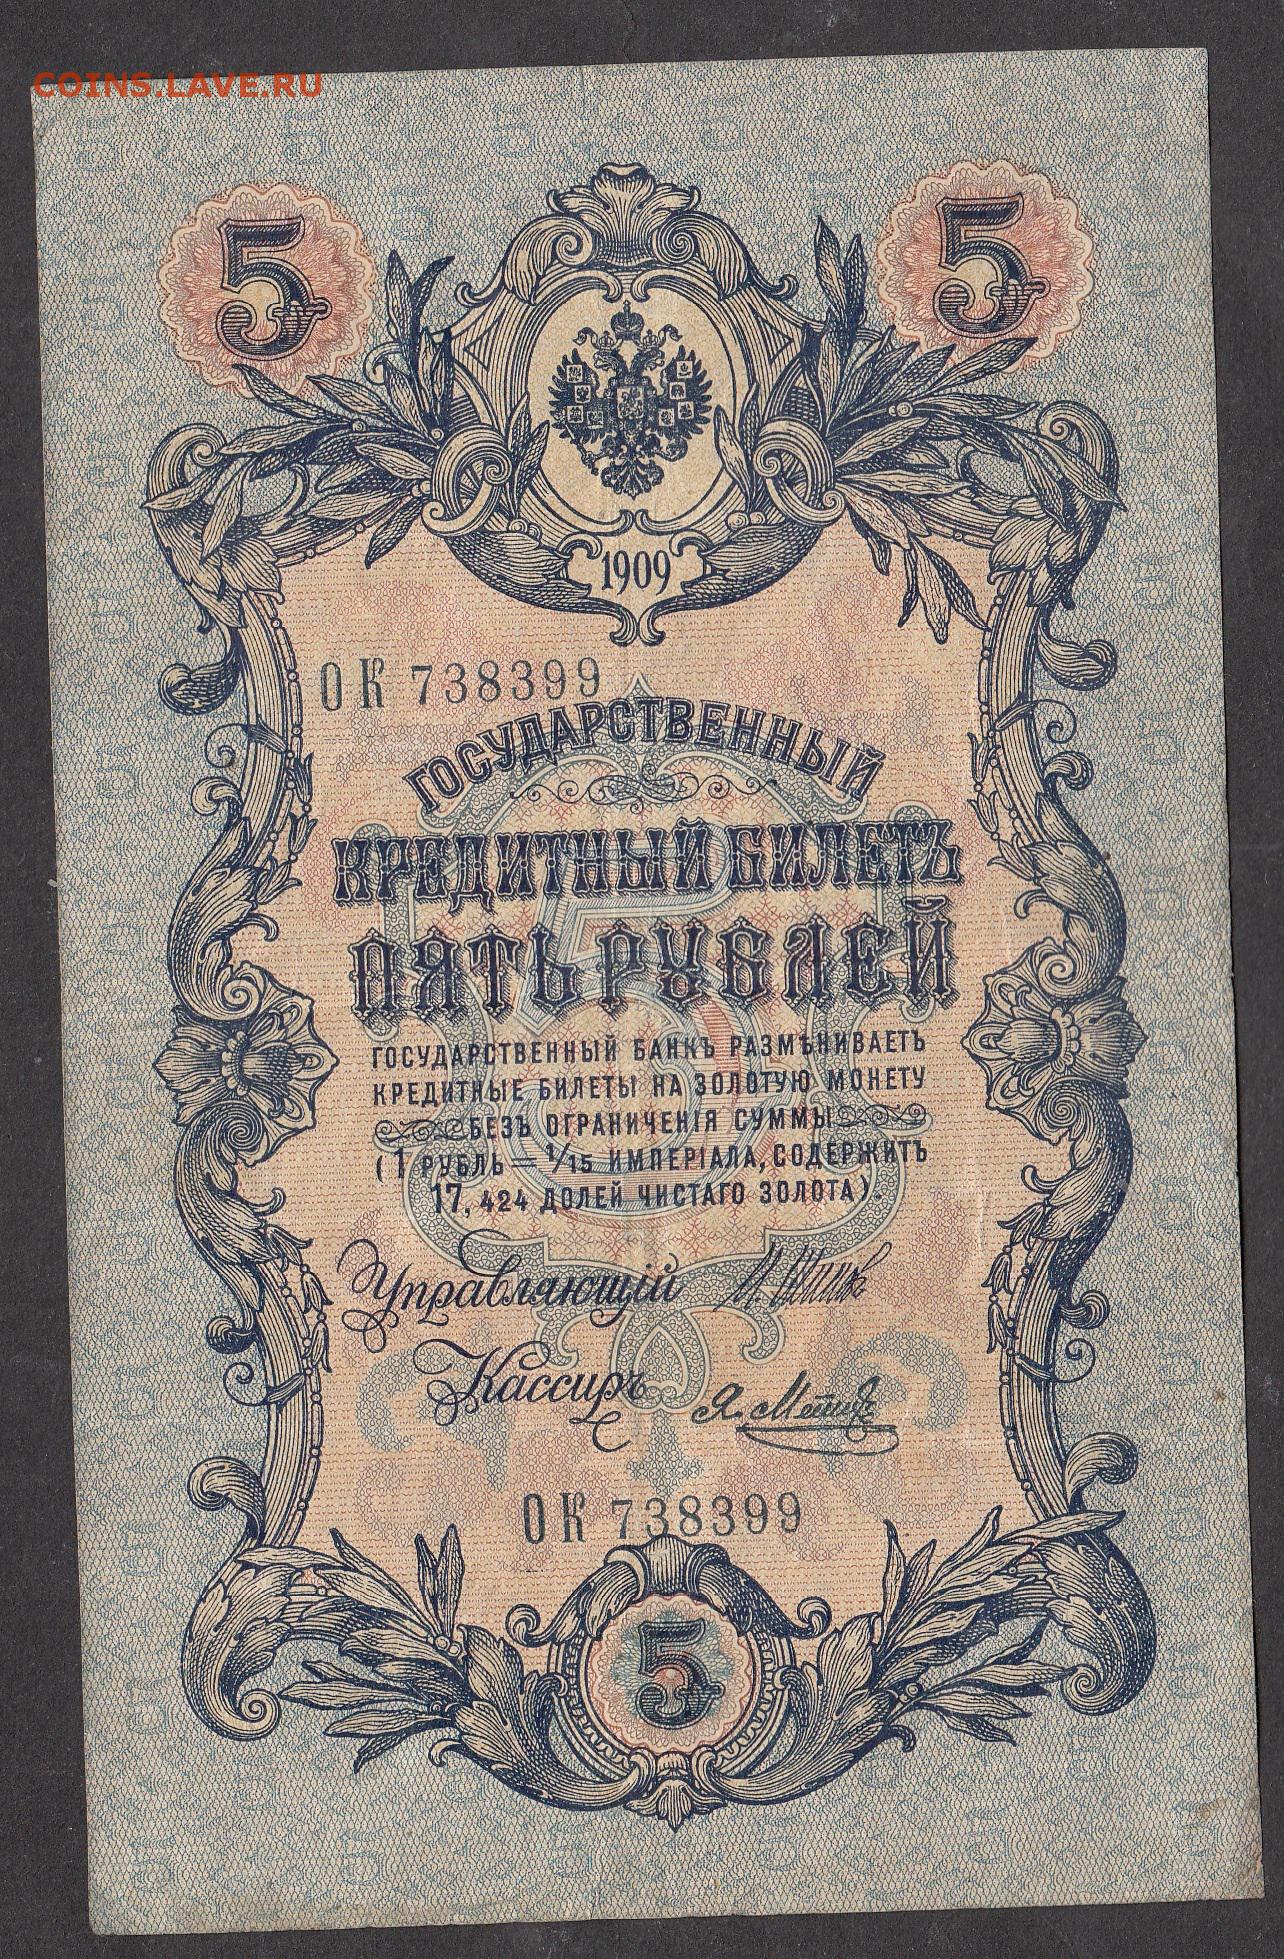 COINS.LAVE.RU
5
5
1909
ОК 738399
ГОСУДАРСТВЕННЫЙ
КРЕДИТНЫЙ БИЛЕТЪ
ПЯТЬ РУБЛЕЙ
ГОСУДАРСТВЕННЫЙ БАНКЪ РАЗМѢНИВАЕТЪ
КРЕДИТНЫЕ БИЛЕТЫ НА ЗОЛОТУЮ МОНЕТУ
БЕЗЪ ОГРАНИЧЕНІЯ СУММЫ
(1 РУБЛЬ = 1/15 ИМПЕРІАЛА, СОДЕРЖИТЪ
17,424 ДОЛЕЙ ЧИСТАГО ЗОЛОТА).
Управляющій И. Шипов
Кассиръ
ОК 738399
5